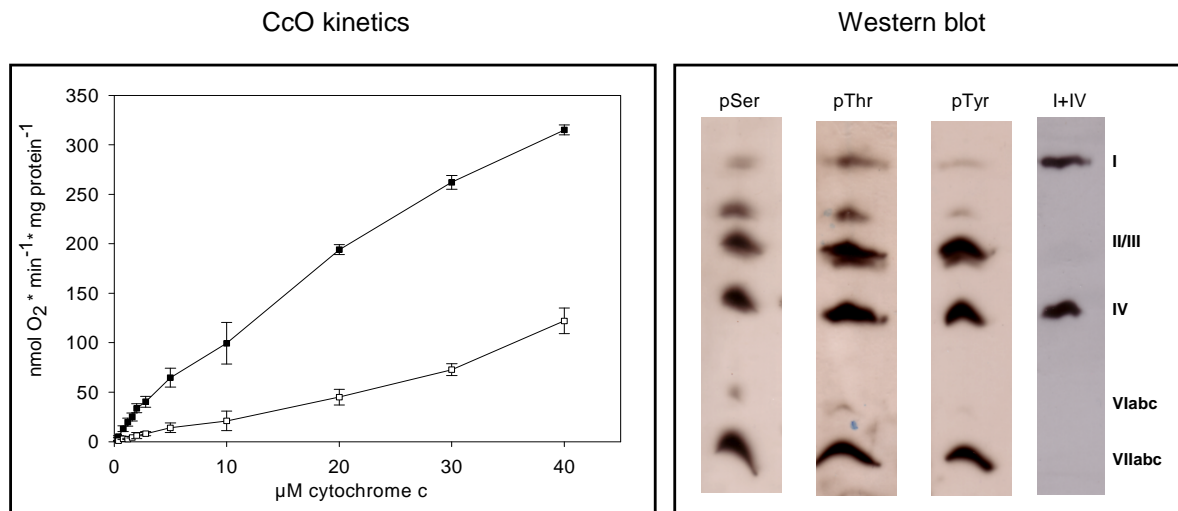 CcO kinetics
Western blot
nmol O2 * min-1 * mg protein-1
350
300
250
200
150
100
50
0
0
10
20
30
40
µM cytochrome c
pSer
pThr
pTyr
I+IV
I
II/III
IV
VIabc
VIIabc